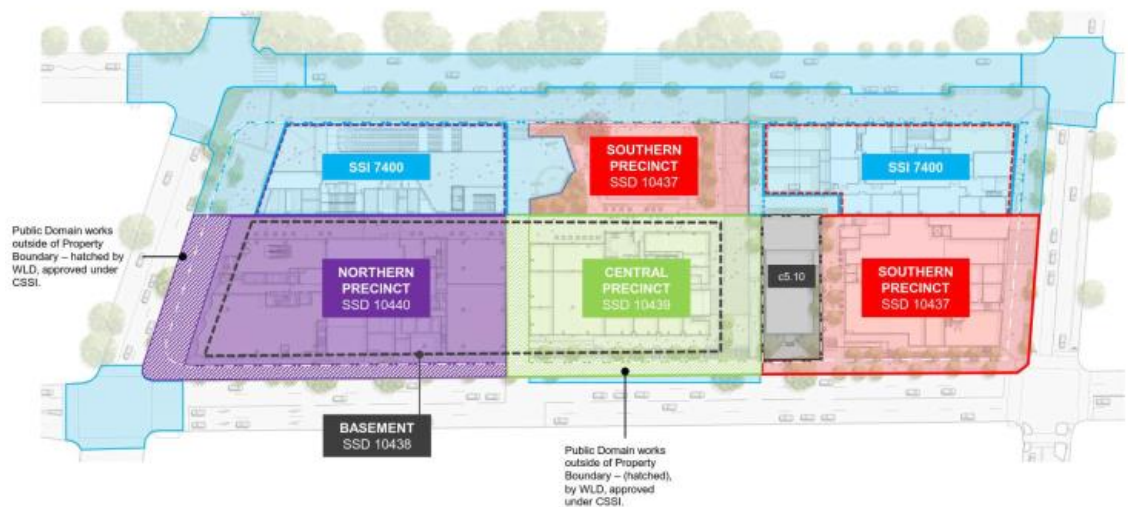 SSI 7400
SOUTHERN
PRECINCT
SSD 10437
SSI 7400
Public Domain works
outside of Property
Boundary – hatched by
WLD, approved under
CSSI.
NORTHERN
PRECINCT
SSD 10440
CENTRAL
PRECINCT
SSD 10439
c5.10
SOUTHERN
PRECINCT
SSD 10437
BASEMENT
SSD 10438
Public Domain works
outside of Property
Boundary – (hatched),
by WLD, approved
under CSSI.